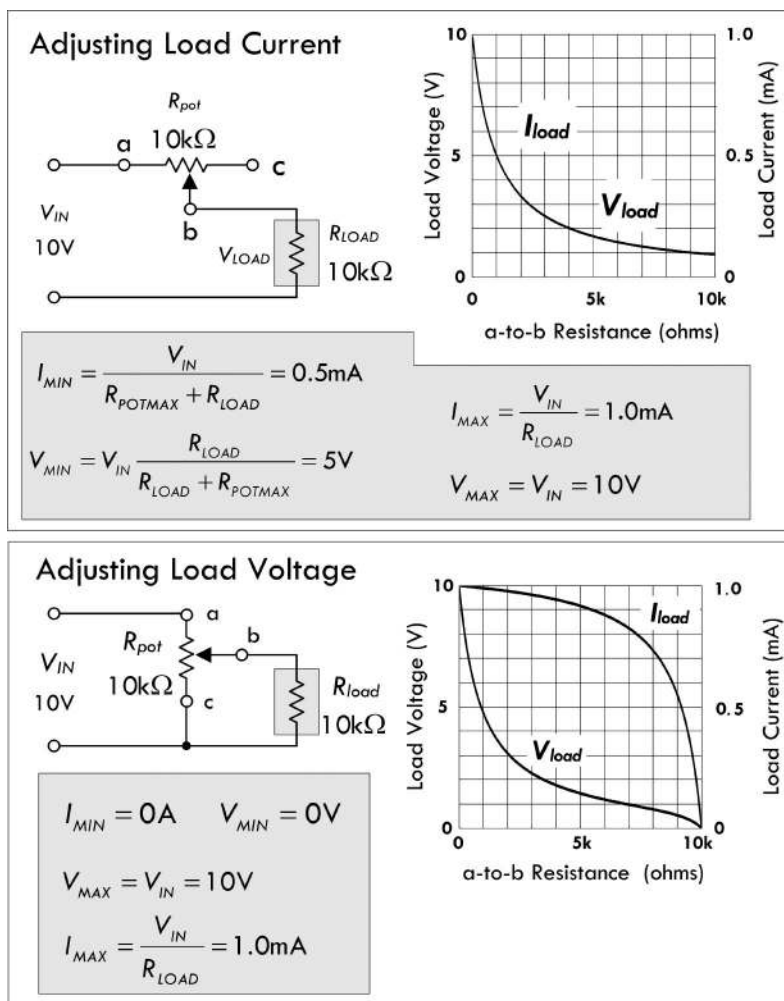 Adjusting Load Current
R_pot
10kΩ
a
c
b
V_IN
10V
V_LOAD
R_LOAD
10kΩ
Load Voltage (V)
10
5
0
I_load
V_load
1.0
0.5
0
Load Current (mA)
0
5k
10k
a-to-b Resistance (ohms)
I_MIN = V_IN / (R_POTMAX + R_LOAD) = 0.5mA
V_MIN = V_IN R_LOAD / (R_LOAD + R_POTMAX) = 5V
I_MAX = V_IN / R_LOAD = 1.0mA
V_MAX = V_IN = 10V
Adjusting Load Voltage
a
R_pot
b
V_IN
10kΩ
c
10V
R_load
10kΩ
Load Voltage (V)
10
5
0
I_load
V_load
1.0
0.5
0
Load Current (mA)
0
5k
10k
a-to-b Resistance (ohms)
I_MIN = 0A V_MIN = 0V
V_MAX = V_IN = 10V
I_MAX = V_IN / R_LOAD = 1.0mA